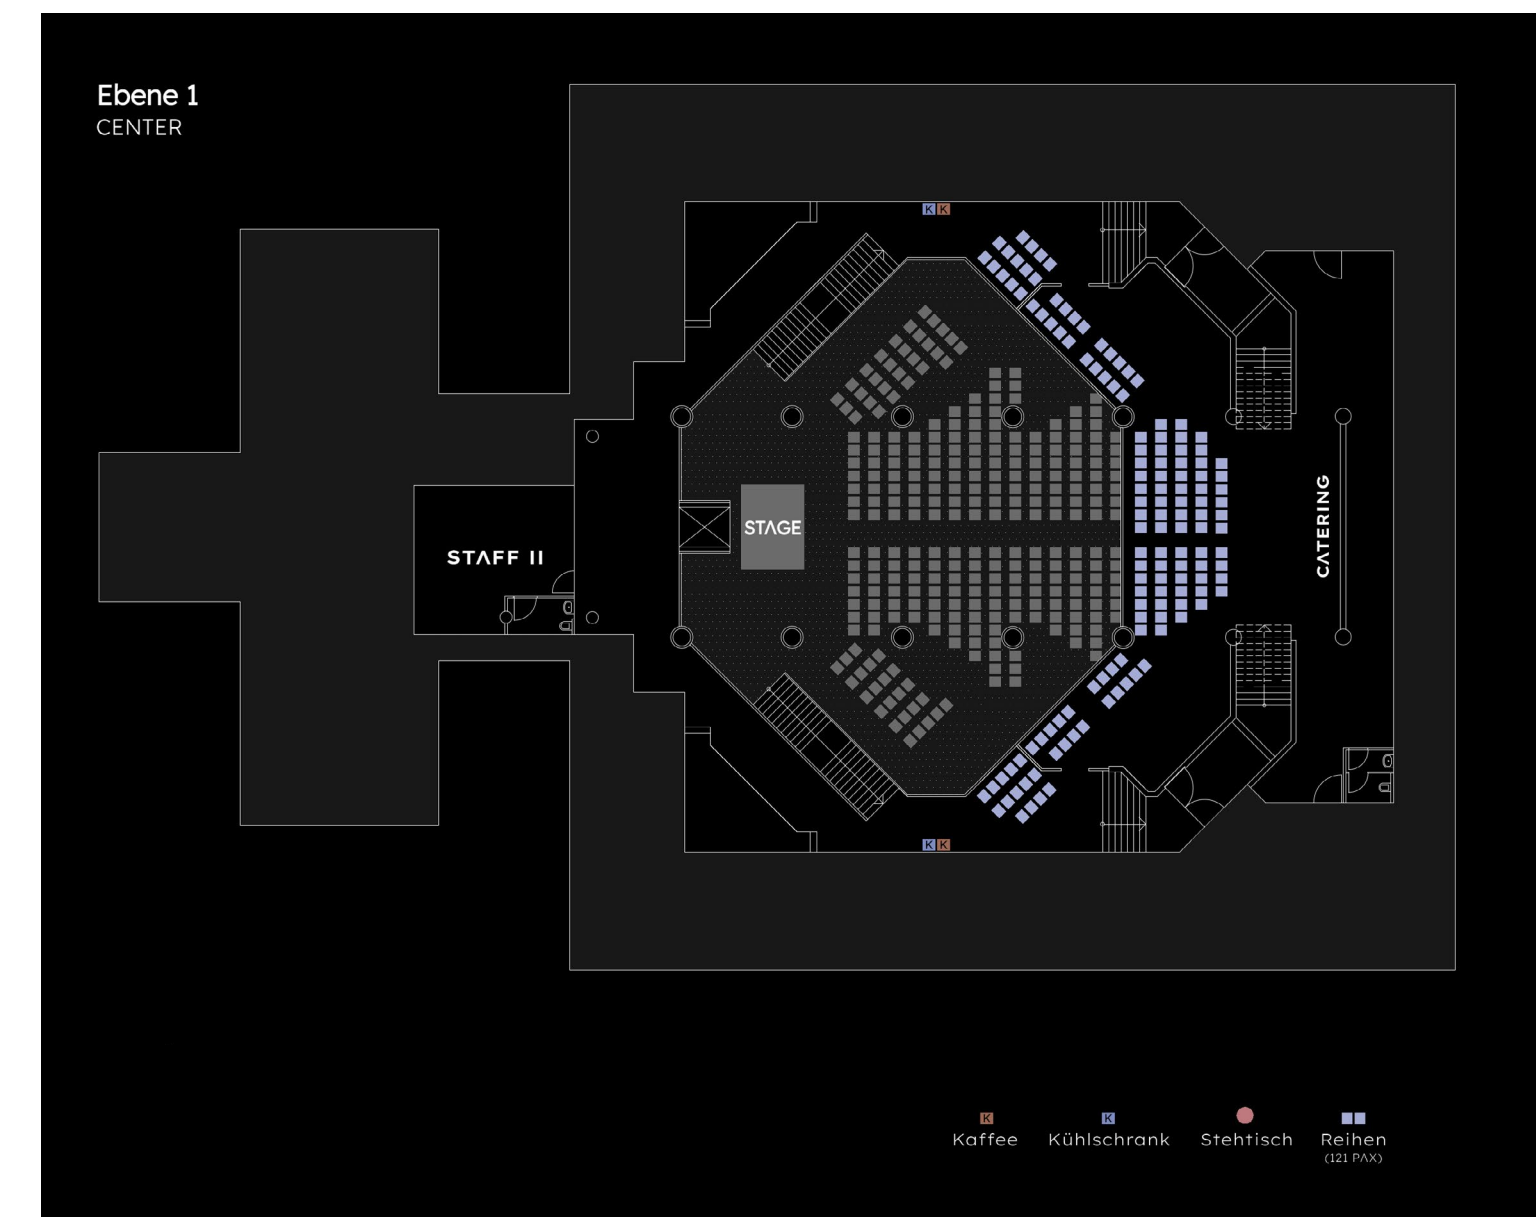 Ebene 1
CENTER
K K
STAGE
STAFF II
CATERING
K K
K
K
Kaffee
Kühlschrank
Stehtisch
Reihen
(121 PAX)